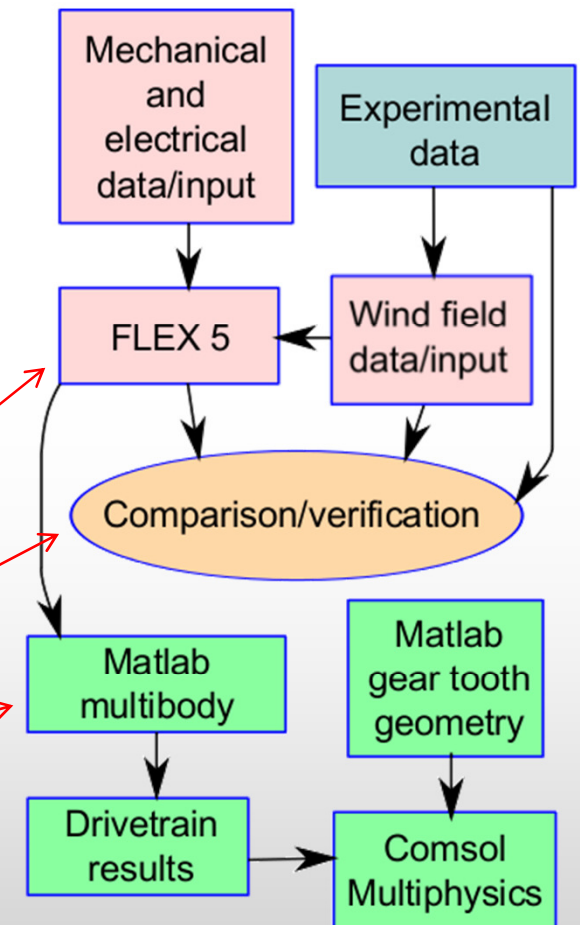 Mechanical
and
electrical
data/input
Experimental
data
FLEX 5
Wind field
data/input
Comparison/verification
Matlab
multibody
Matlab
gear tooth
geometry
Drivetrain
results
Comsol
Multiphysics